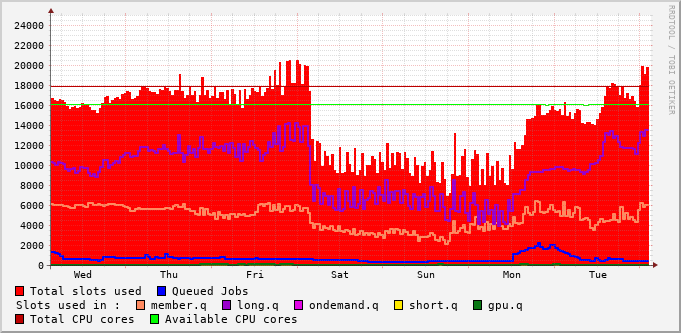 24000
22000
20000
18000
16000
14000
12000
10000
8000
6000
4000
2000
0
Wed Thu Fri Sat Sun Mon Tue
Total slots used Queued Jobs
Slots used in : member.q long.q ondemand.q short.q gpu.q
Total CPU cores Available CPU cores
RRDTOOL / TOBI OETIKER